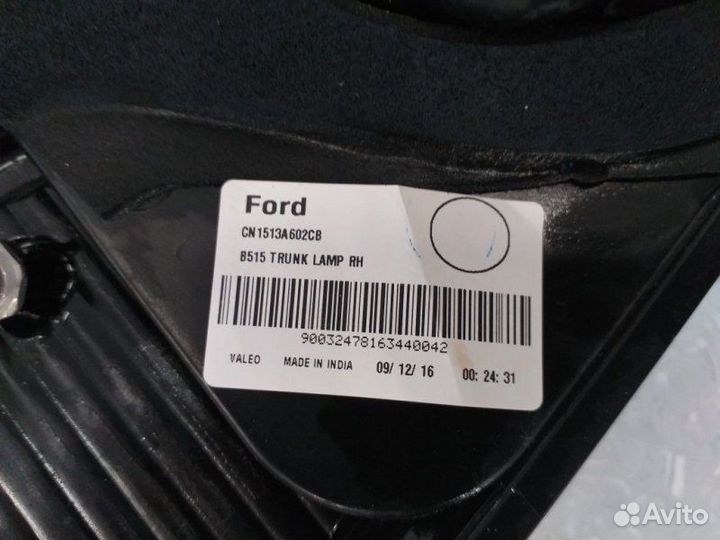 Ford
CN1513A602CB
B515 TRUNK LAMP RH
90032478163440042
VALEO MADE IN INDIA 09/ 12/ 16 00: 24: 31
Avito